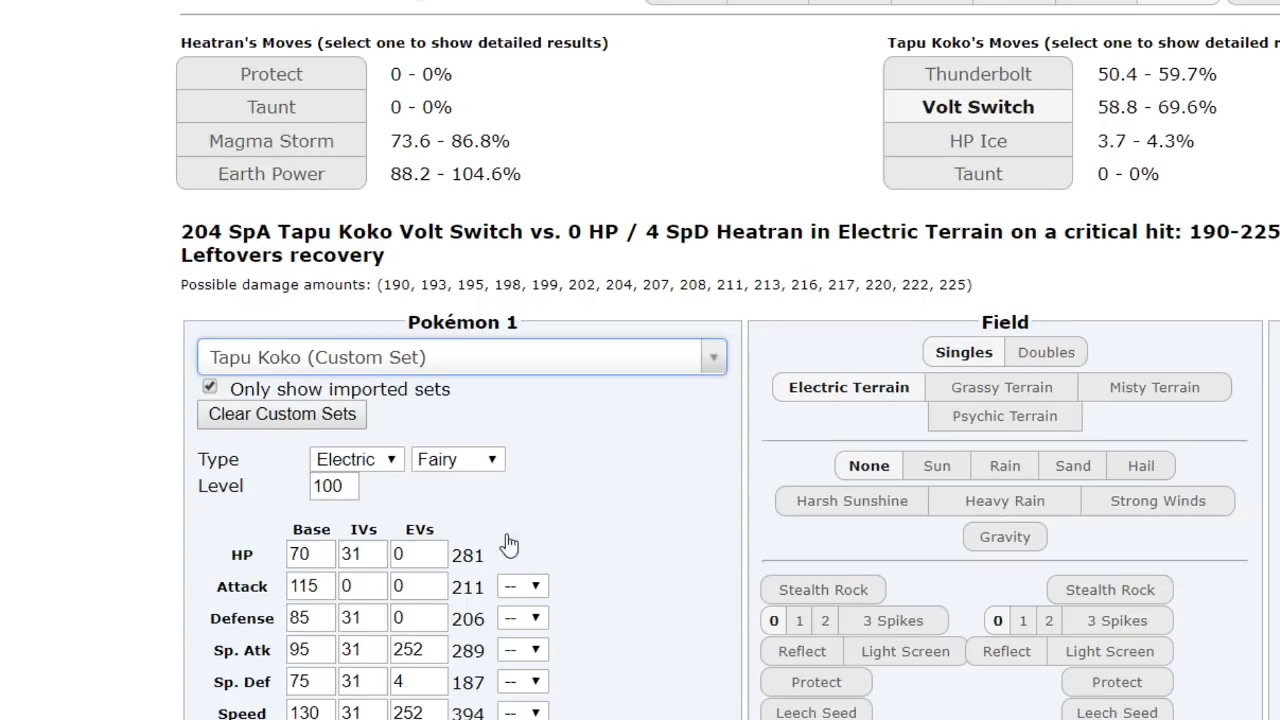 Heatran's Moves (select one to show detailed results)
Protect 0 - 0%
Taunt 0 - 0%
Magma Storm 73.6 - 86.8%
Earth Power 88.2 - 104.6%
Tapu Koko's Moves (select one to show detailed r
Thunderbolt 50.4 - 59.7%
Volt Switch 58.8 - 69.6%
HP Ice 3.7 - 4.3%
Taunt 0 - 0%
204 SpA Tapu Koko Volt Switch vs. 0 HP / 4 SpD Heatran in Electric Terrain on a critical hit: 190-225
Leftovers recovery
Possible damage amounts: (190, 193, 195, 198, 199, 202, 204, 207, 208, 211, 213, 216, 217, 220, 222, 225)
Pokémon 1
Tapu Koko (Custom Set)
Only show imported sets
Clear Custom Sets
Type Electric Fairy
Level 100
Base IVs EVs
HP 70 31 0 281
Attack 115 0 0 211 --
Defense 85 31 0 206 --
Sp. Atk 95 31 252 289 --
Sp. Def 75 31 4 187 --
Speed 130 31 252 394 --
Field
Singles Doubles
Electric Terrain Grassy Terrain Misty Terrain
Psychic Terrain
None Sun Rain Sand Hail
Harsh Sunshine Heavy Rain Strong Winds
Gravity
Stealth Rock Stealth Rock
0 1 2 3 Spikes 0 1 2 3 Spikes
Reflect Light Screen Reflect Light Screen
Protect Protect
Leech Seed Leech Seed